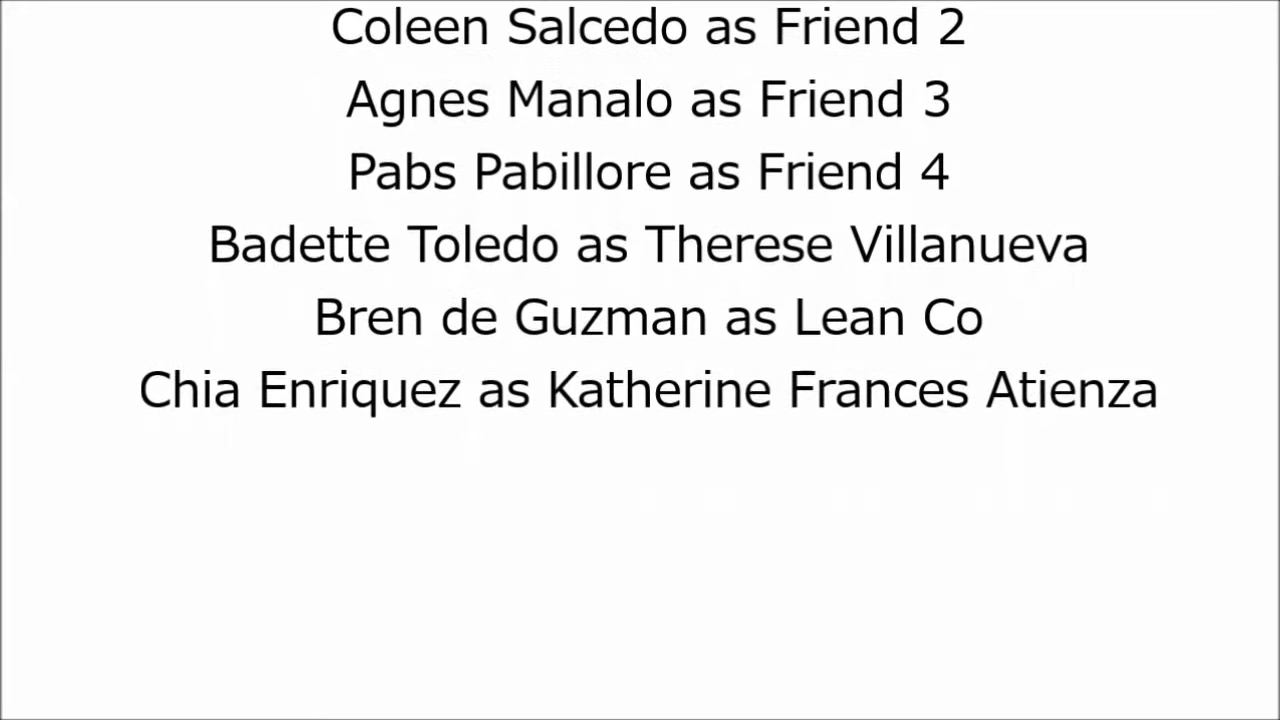 Coleen Salcedo as Friend 2
Agnes Manalo as Friend 3
Pabs Pabillore as Friend 4
Badette Toledo as Therese Villanueva
Bren de Guzman as Lean Co
Chia Enriquez as Katherine Frances Atienza